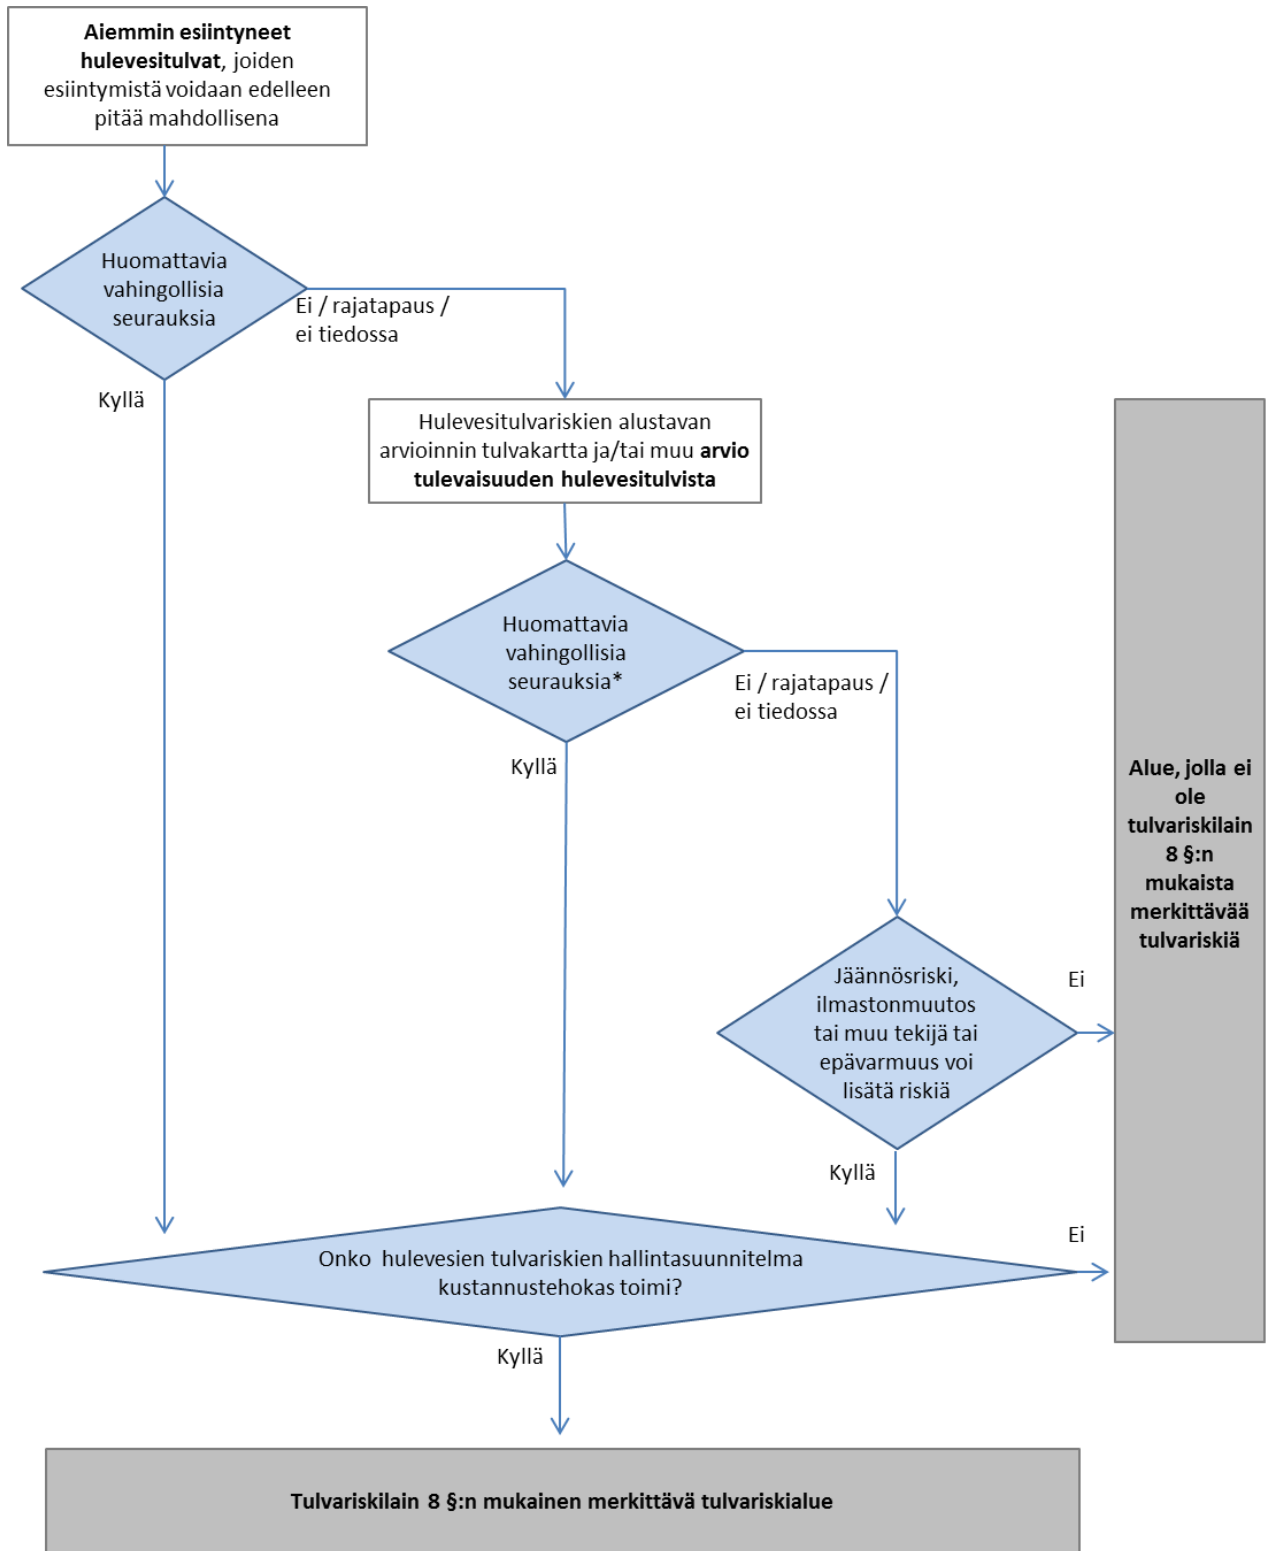 Aiemmin esiintyneet
hulevesitulvat, joiden
esiintymistä voidaan edelleen
pitää mahdollisena
Huomattavia
vahingollisia
seurauksia
Ei / rajatapaus /
ei tiedossa
Kyllä
Hulevesitulvariskien alustavan
arvioinnin tulvakartta ja/tai muu arvio
tulevaisuuden hulevesitulvista
Huomattavia
vahingollisia
seurauksia*
Ei / rajatapaus /
ei tiedossa
Kyllä
Alue, jolla ei
ole
tulvariskilain
8 §:n
mukaista
merkittävää
tulvariskiä
Jäännösriski,
ilmastonmuutos
tai muu tekijä tai
epävarmuus voi
lisätä riskiä
Ei
Kyllä
Onko hulevesien tulvariskien hallintasuunnitelma
kustannustehokas toimi?
Ei
Kyllä
Tulvariskilain 8 §:n mukainen merkittävä tulvariskialue